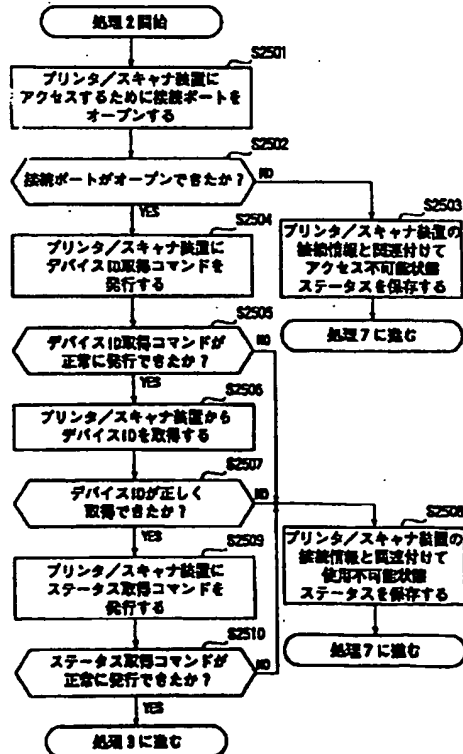 処理2開始
S2501
プリンタ／スキャナ装置に
アクセスするために接続ポートを
オープンする
S2502
接続ポートがオープンできたか？
NO
YES
S2503
プリンタ／スキャナ装置の
接続情報と関連付けて
アクセス不可能状態
ステータスを保存する
処理7に進む
S2504
プリンタ／スキャナ装置に
デバイスID取得コマンドを
発行する
S2505
デバイスID取得コマンドが
正常に発行できたか？
NO
YES
S2506
プリンタ／スキャナ装置から
デバイスIDを取得する
S2507
デバイスIDが正しく
取得できたか？
NO
YES
S2508
プリンタ／スキャナ装置の
接続情報と関連付けて
使用不可能状態
ステータスを保存する
処理7に進む
S2509
プリンタ／スキャナ装置に
ステータス取得コマンドを
発行する
S2510
ステータス取得コマンドが
正常に発行できたか？
NO
YES
処理3に進む